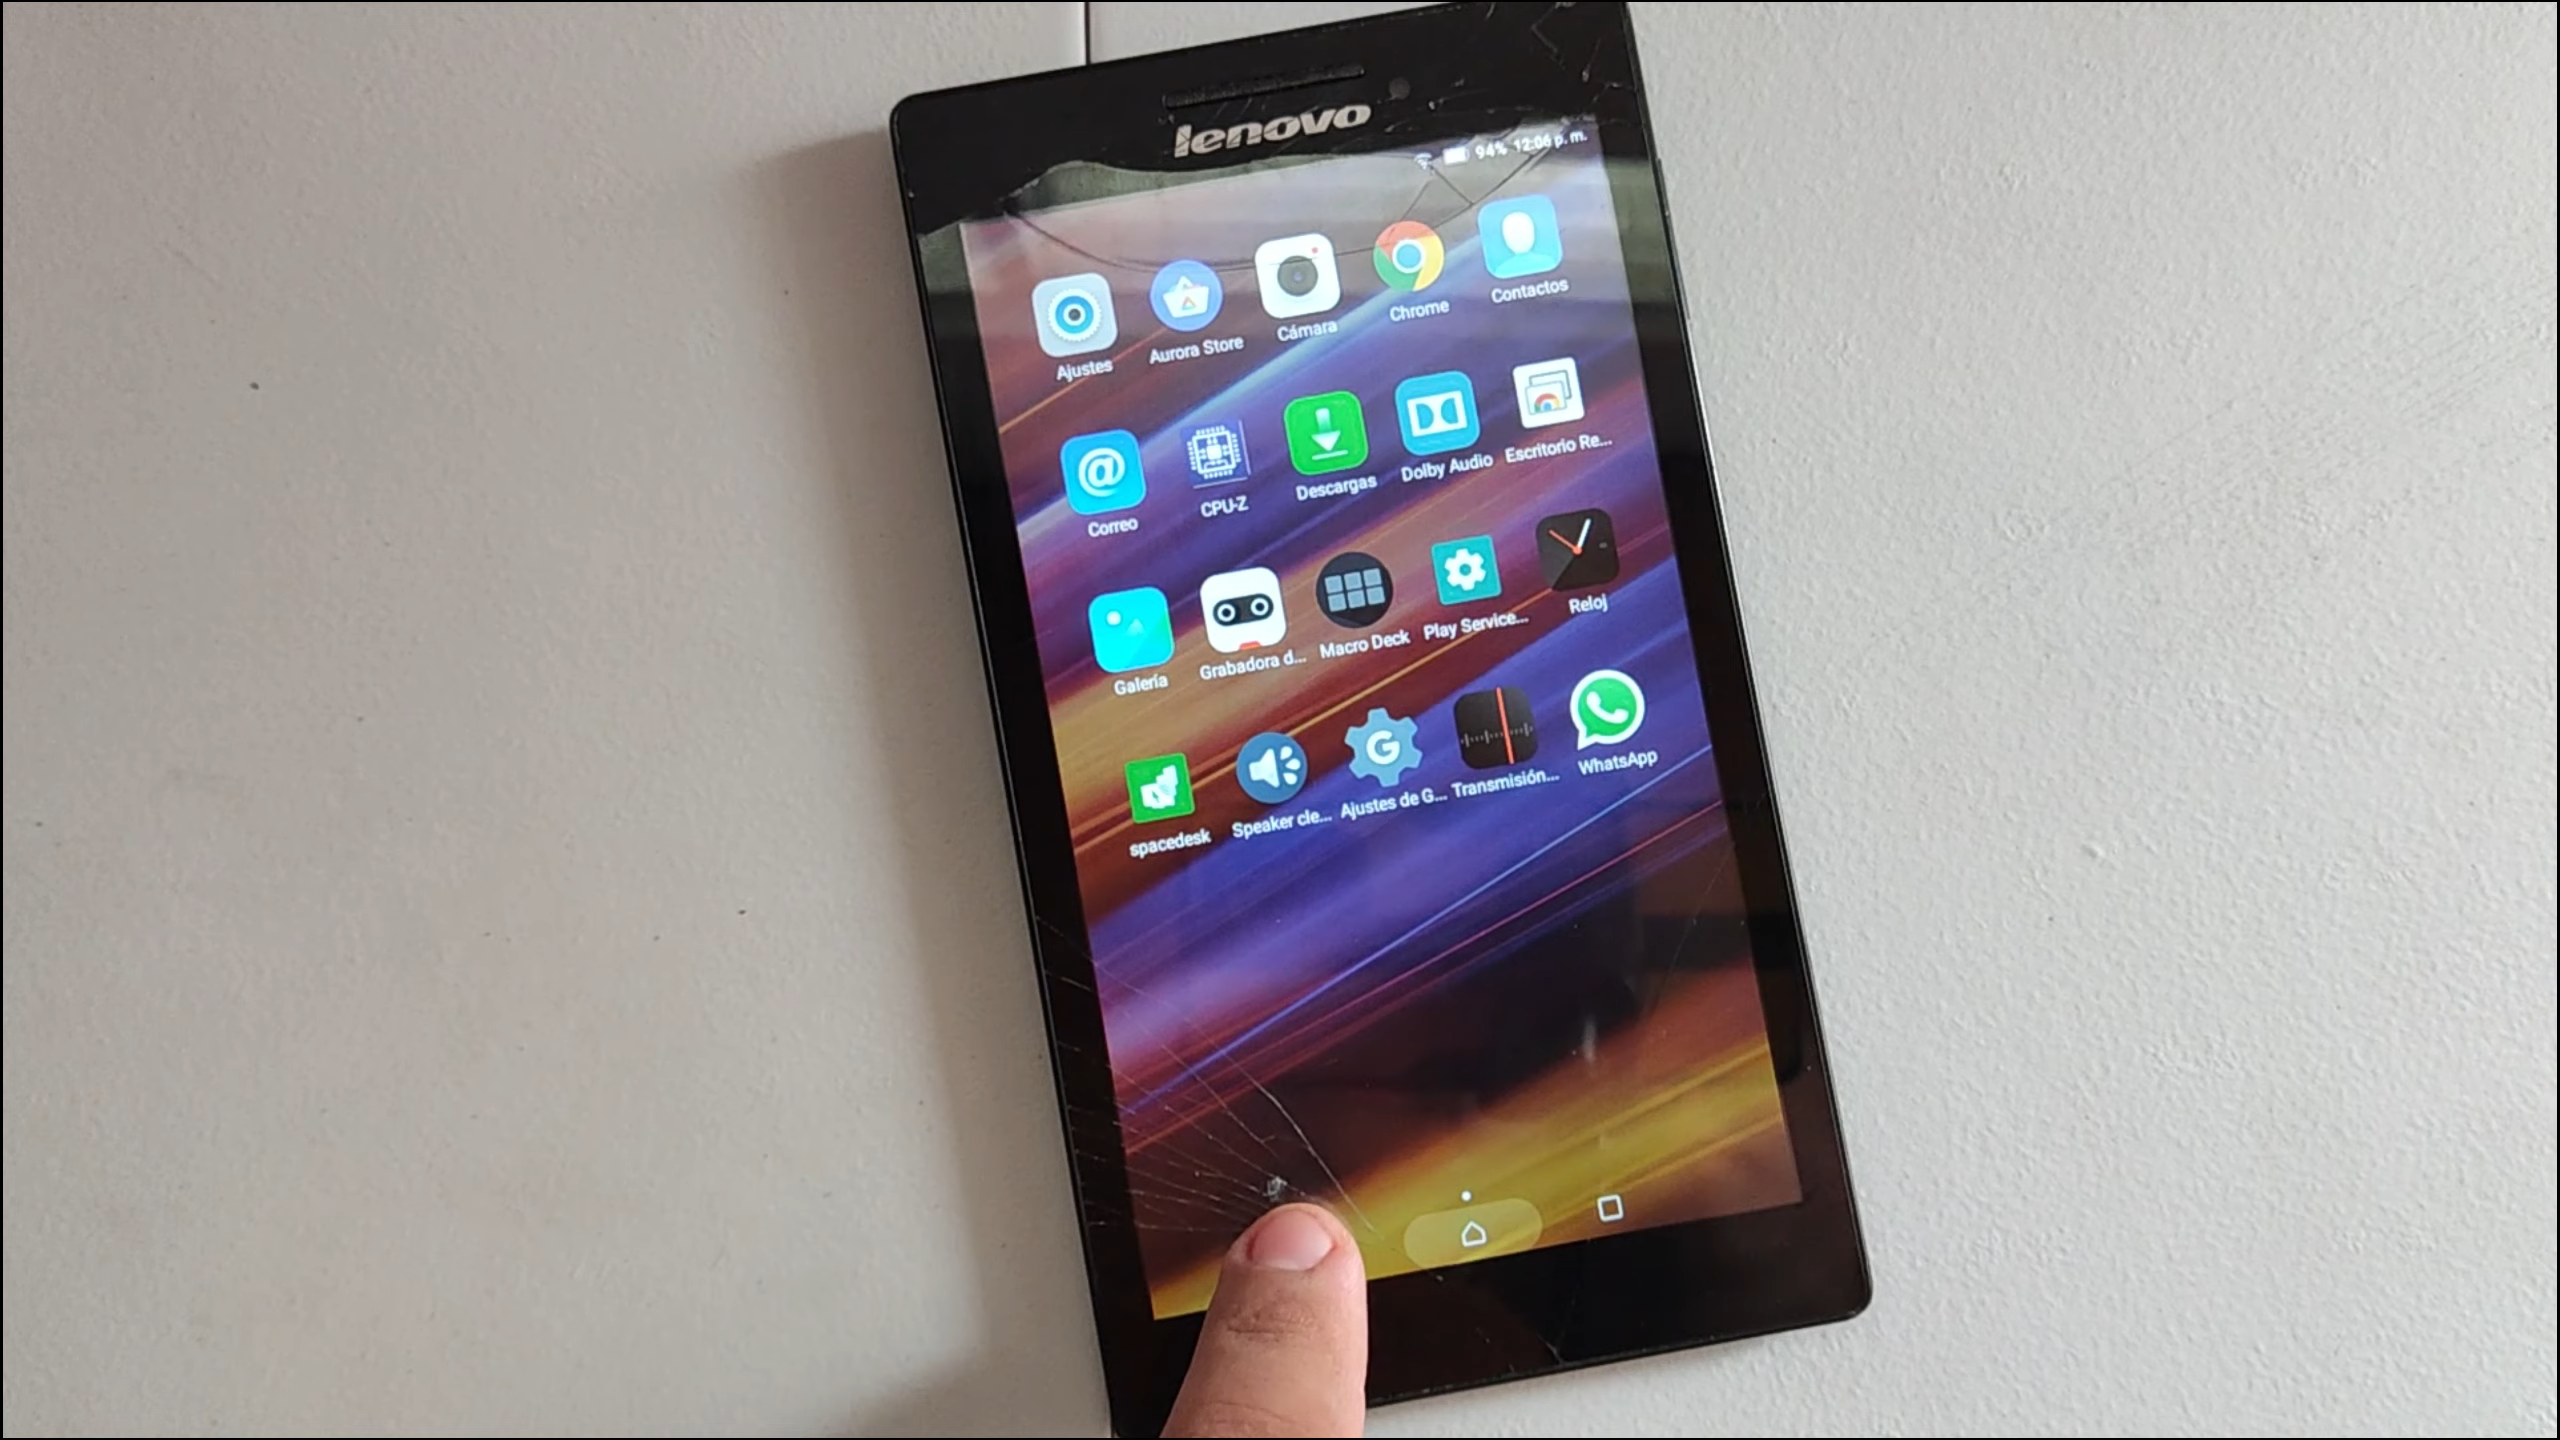 lenovo
94% 12:06 p. m.
Ajustes
Aurora Store
Cámara
Chrome
Contactos
Correo
CPU-Z
Descargas
Dolby Audio
Escritorio Re...
Galería
Grabadora d...
Macro Deck
Play Service...
Reloj
spacedesk
Speaker cle...
Ajustes de G...
Transmisión...
WhatsApp